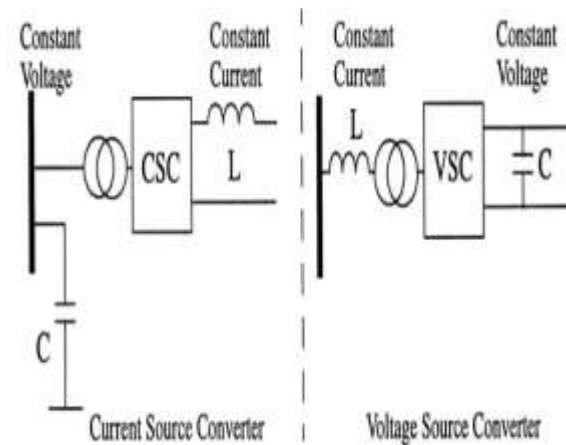 Constant
Voltage
Constant
Current
CSC
L
C
Current Source Converter
Constant
Current
Constant
Voltage
L
VSC
C
Voltage Source Converter